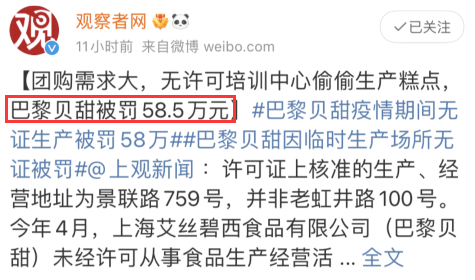 观察者网
11小时前 来自微博 weibo.com
已关注
观
【团购需求大，无许可培训中心偷偷生产糕点，
巴黎贝甜被罚58.5万元】#巴黎贝甜疫情期间无
证生产被罚58万##巴黎贝甜因临时生产场所无
证被罚#@上观新闻 ：许可证上核准的生产、经
营地址为景联路759号，并非老虹井路100号。
今年4月，上海艾丝碧西食品有限公司（巴黎贝
甜）未经许可从事食品生产经营活 ... 全文